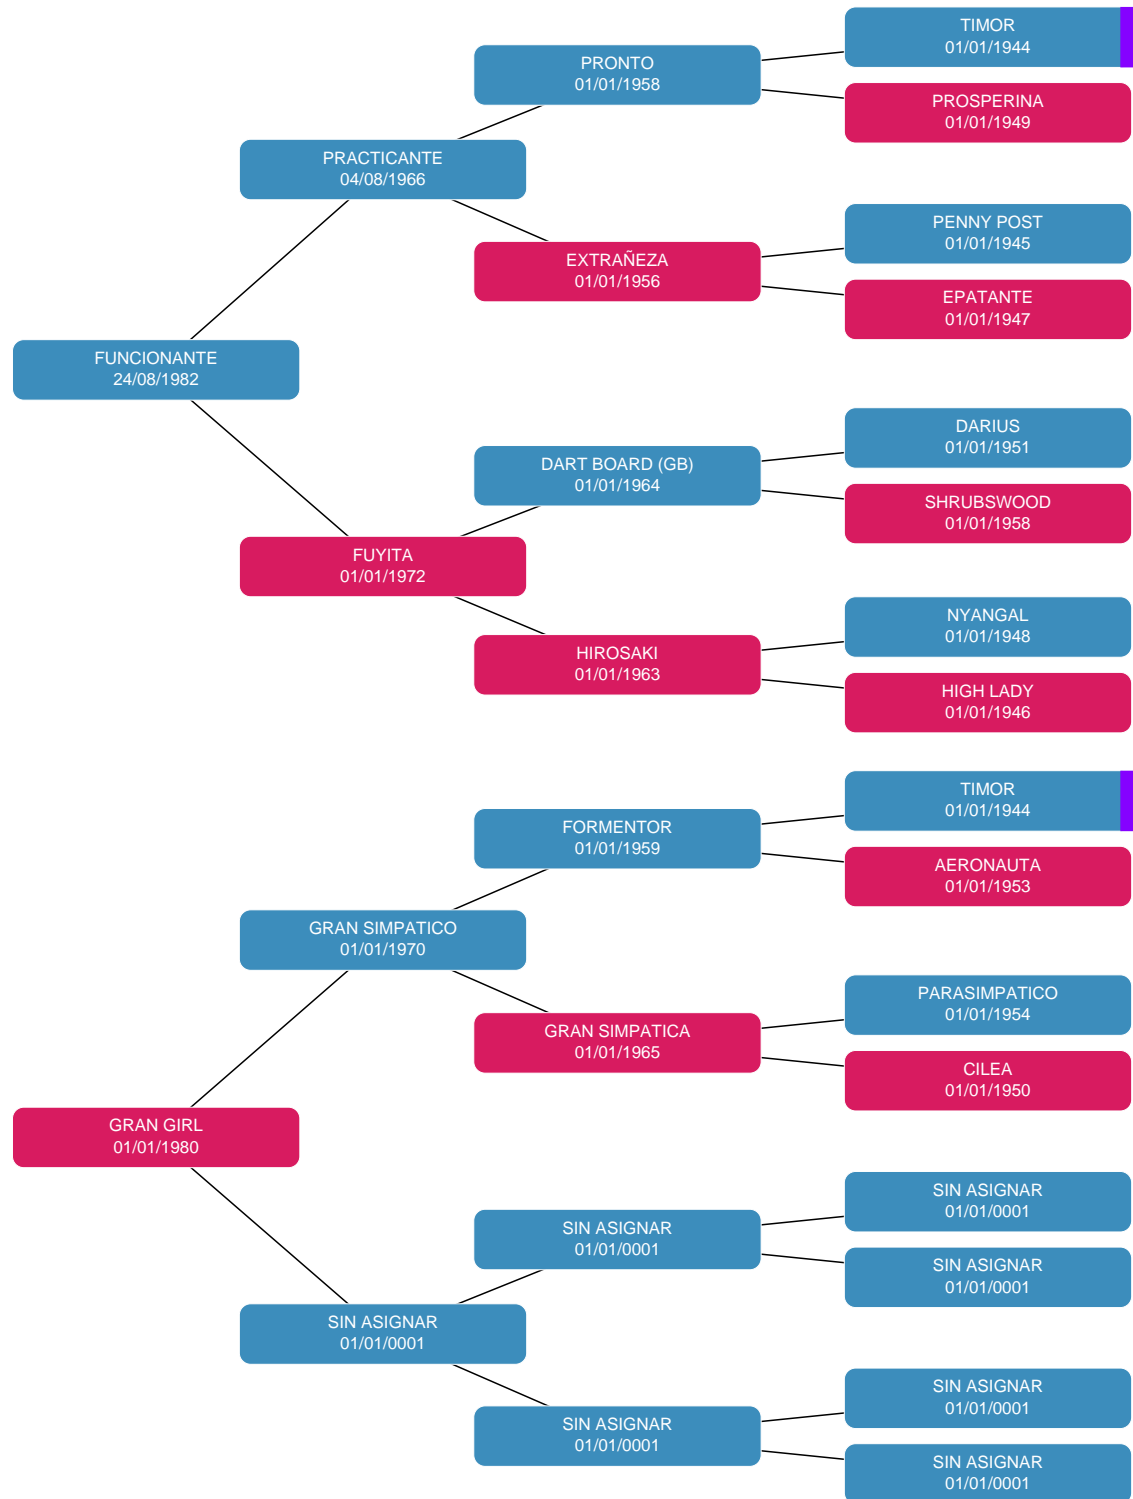 TIMOR
01/01/1944
PRONTO
01/01/1958
PROSPERINA
01/01/1949
PRACTICANTE
04/08/1966
PENNY POST
01/01/1945
EXTRAÑEZA
01/01/1956
EPATANTE
01/01/1947
FUNCIONANTE
24/08/1982
DARIUS
01/01/1951
DART BOARD (GB)
01/01/1964
SHRUBSWOOD
01/01/1958
FUYITA
01/01/1972
NYANGAL
01/01/1948
HIROSAKI
01/01/1963
HIGH LADY
01/01/1946
TIMOR
01/01/1944
FORMENTOR
01/01/1959
AERONAUTA
01/01/1953
GRAN SIMPATICO
01/01/1970
PARASIMPATICO
01/01/1954
GRAN SIMPATICA
01/01/1965
CILEA
01/01/1950
GRAN GIRL
01/01/1980
SIN ASIGNAR
01/01/0001
SIN ASIGNAR
01/01/0001
SIN ASIGNAR
01/01/0001
SIN ASIGNAR
01/01/0001
SIN ASIGNAR
01/01/0001
SIN ASIGNAR
01/01/0001
SIN ASIGNAR
01/01/0001